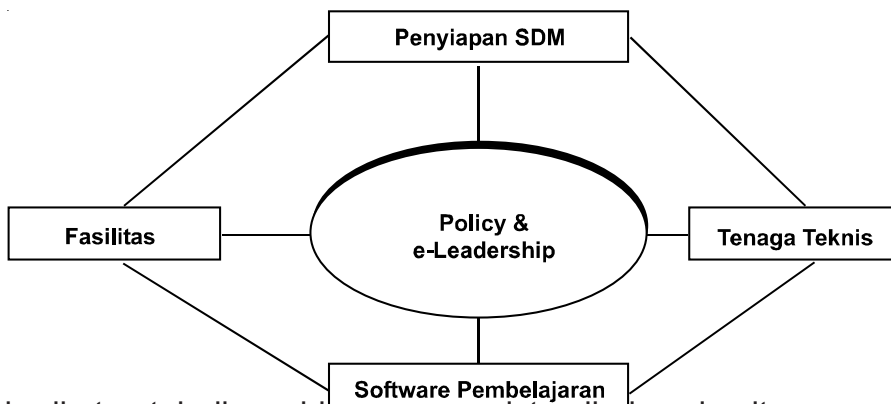 Penyiapan SDM
Fasilitas
Policy &
e-Leadership
Tenaga Teknis
Software Pembelajaran